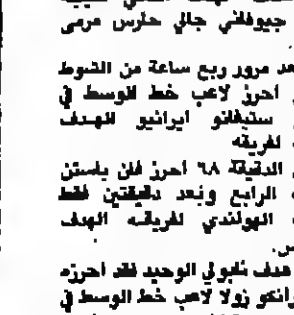 جيوفاني جالي حارس مرمى
بعد مرور ربع ساعة من الشوط
احرز لاعب خط الوسط في
ستيفانو ايرانيو الهدف
لفريقه
الدقيقة ٦٨ أحرز فان باستن
الرابع وبعد دقيقتين فقط
الهولندي لفريقه الهدف
هدف نابولي الوحيد فقد أحرزه
زولا لاعب خط الوسط في